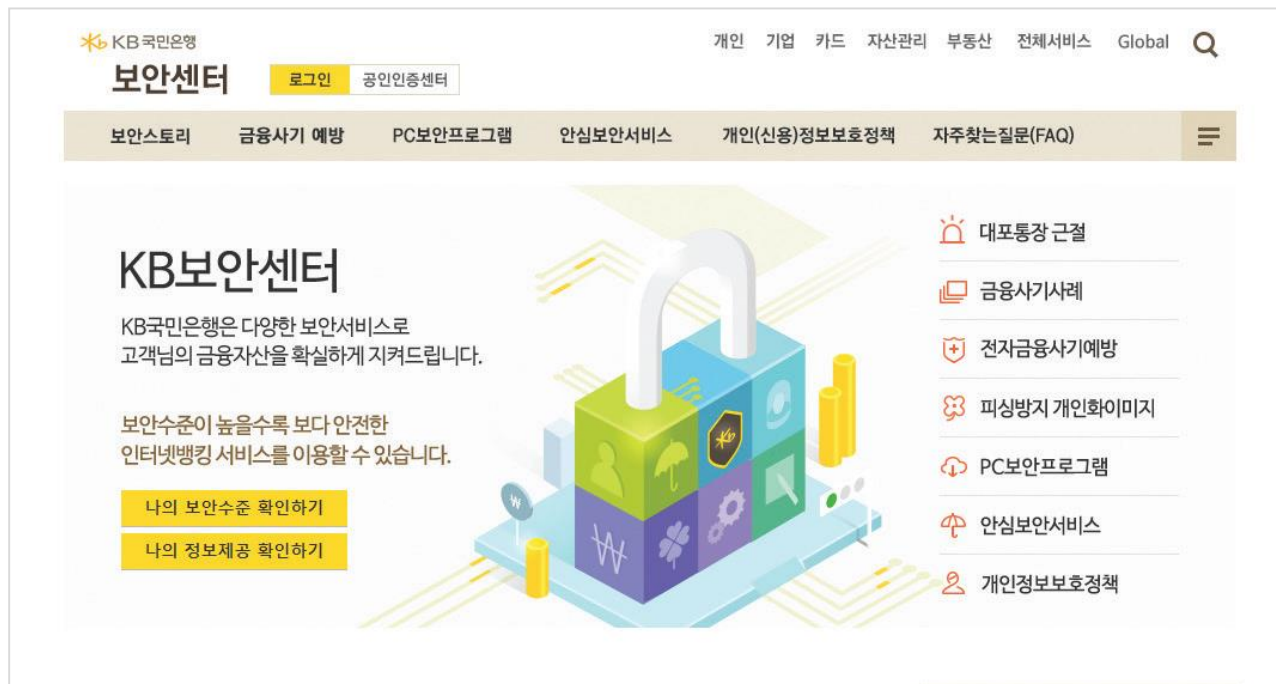 KB국민은행
개인 기업 카드 자산관리 부동산 전체서비스 Global
보안센터
로그인 공인인증센터
보안스토리 금융사기 예방 PC보안프로그램 안심보안서비스 개인(신용)정보보호정책 자주찾는질문(FAQ)
KB보안센터
KB국민은행은 다양한 보안서비스로
고객님의 금융자산을 확실하게 지켜드립니다.
보안수준이 높을수록 보다 안전한
인터넷뱅킹 서비스를 이용할 수 있습니다.
나의 보안수준 확인하기
나의 정보제공 확인하기
₩
₩
대포통장 근절
금융사기사례
전자금융사기예방
피싱방지 개인화이미지
PC보안프로그램
안심보안서비스
개인정보보호정책